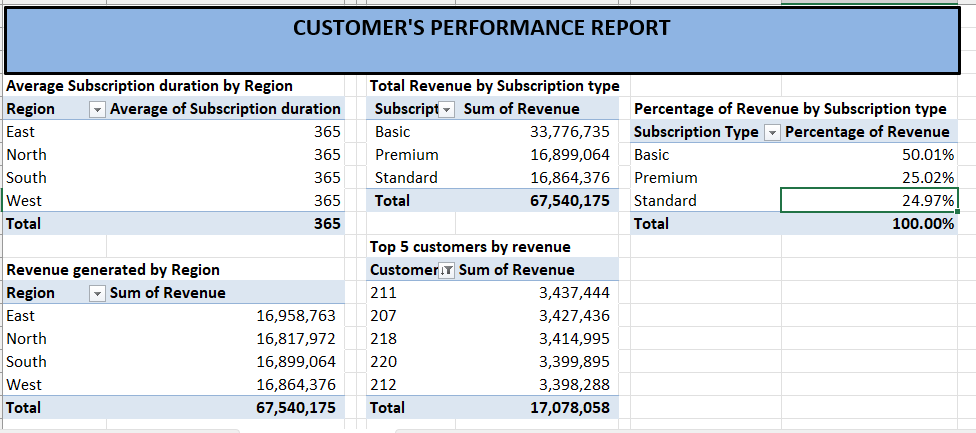 CUSTOMER'S PERFORMANCE REPORT
Average Subscription duration by Region
Region Average of Subscription duration
East 365
North 365
South 365
West 365
Total 365
Revenue generated by Region
Region Sum of Revenue
East 16,958,763
North 16,817,972
South 16,899,064
West 16,864,376
Total 67,540,175
Total Revenue by Subscription type
Subscript Sum of Revenue
Basic 33,776,735
Premium 16,899,064
Standard 16,864,376
Total 67,540,175
Top 5 customers by revenue
Customer Sum of Revenue
211 3,437,444
207 3,427,436
218 3,414,995
220 3,399,895
212 3,398,288
Total 17,078,058
Percentage of Revenue by Subscription type
Subscription Type Percentage of Revenue
Basic 50.01%
Premium 25.02%
Standard 24.97%
Total 100.00%